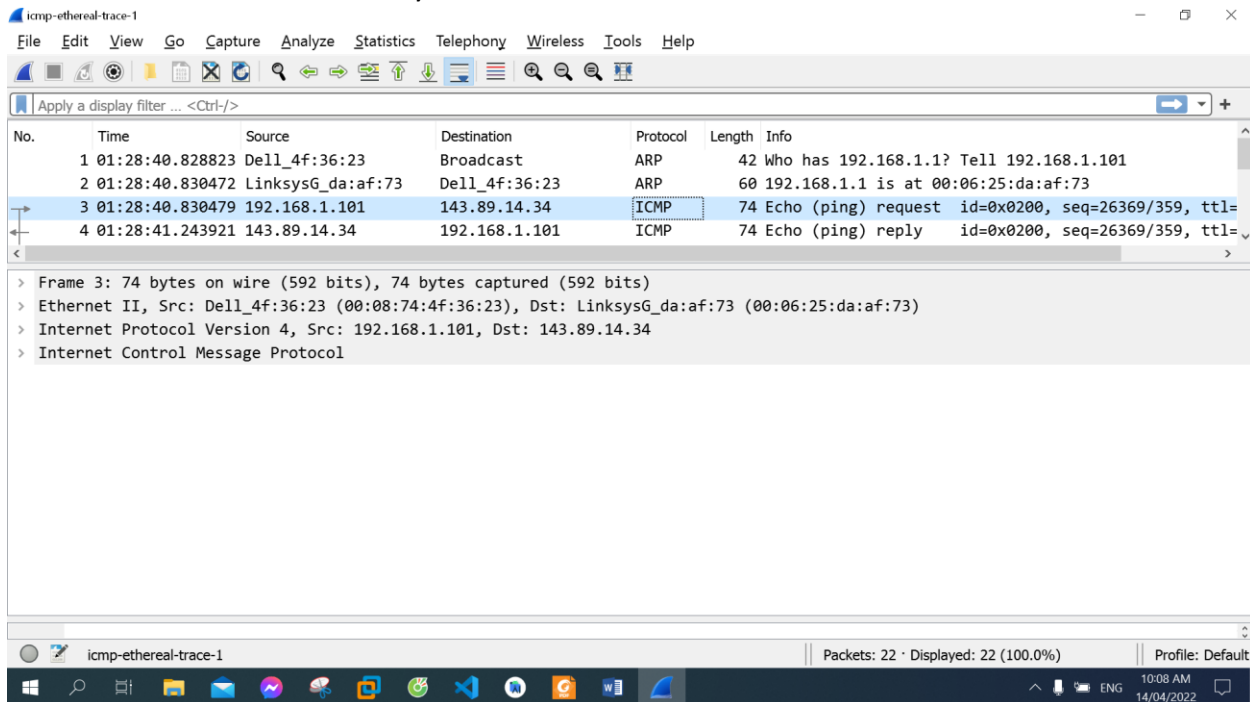 icmp-ethereal-trace-1
File Edit View Go Capture Analyze Statistics Telephony Wireless Tools Help
Apply a display filter ... <Ctrl-/>
No. Time Source Destination Protocol Length Info
1 01:28:40.828823 Dell_4f:36:23 Broadcast ARP 42 Who has 192.168.1.1? Tell 192.168.1.101
2 01:28:40.830472 LinksysG_da:af:73 Dell_4f:36:23 ARP 60 192.168.1.1 is at 00:06:25:da:af:73
3 01:28:40.830479 192.168.1.101 143.89.14.34 ICMP 74 Echo (ping) request id=0x0200, seq=26369/359, ttl=
4 01:28:41.243921 143.89.14.34 192.168.1.101 ICMP 74 Echo (ping) reply id=0x0200, seq=26369/359, ttl=
> Frame 3: 74 bytes on wire (592 bits), 74 bytes captured (592 bits)
> Ethernet II, Src: Dell_4f:36:23 (00:08:74:4f:36:23), Dst: LinksysG_da:af:73 (00:06:25:da:af:73)
> Internet Protocol Version 4, Src: 192.168.1.101, Dst: 143.89.14.34
> Internet Control Message Protocol
icmp-ethereal-trace-1 Packets: 22 · Displayed: 22 (100.0%) Profile: Default
ENG 10:08 AM
14/04/2022